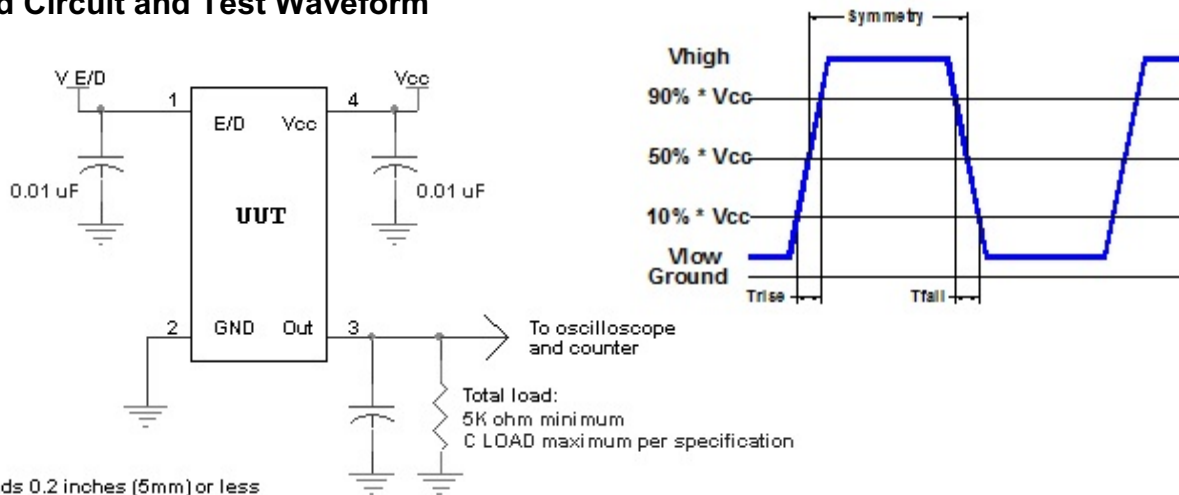 d Circuit and Test Waveform
V E/D
Vcc
1
4
E/D
Vcc
0.01 uF
0.01 uF
UUT
2
GND
Out
3
To oscilloscope
and counter
Total load:
5K ohm minimum
C LOAD maximum per specification
ds 0.2 inches (5mm) or less
Symmetry
Vhigh
90% * Vcc
50% * Vcc
10% * Vcc
Vlow
Ground
Trise
Tfall